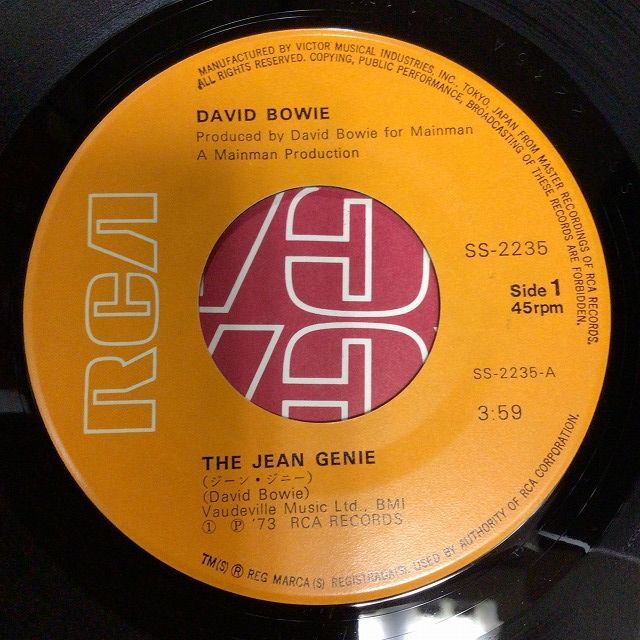 MANUFACTURED BY VICTOR MUSICAL INDUSTRIES, INC., TOKYO, JAPAN FROM MASTER RECORDINGS OF RCA RECORDS.
ALL RIGHTS RESERVED. COPYING, PUBLIC PERFORMANCE, BROADCASTING OF THESE RECORDS ARE FORBIDDEN.
DAVID BOWIE
Produced by David Bowie for Mainman
A Mainman Production
RCA
SS-2235
Side 1
45rpm
SS-2235-A
3:59
THE JEAN GENIE
(ジーン・ジニー)
(David Bowie)
Vaudeville Music Ltd., BMI
① Ⓟ '73 RCA RECORDS
TM(S) ® REG MARCA(S) REGISTRAGA(S). USED BY AUTHORITY OF RCA CORPORATION.